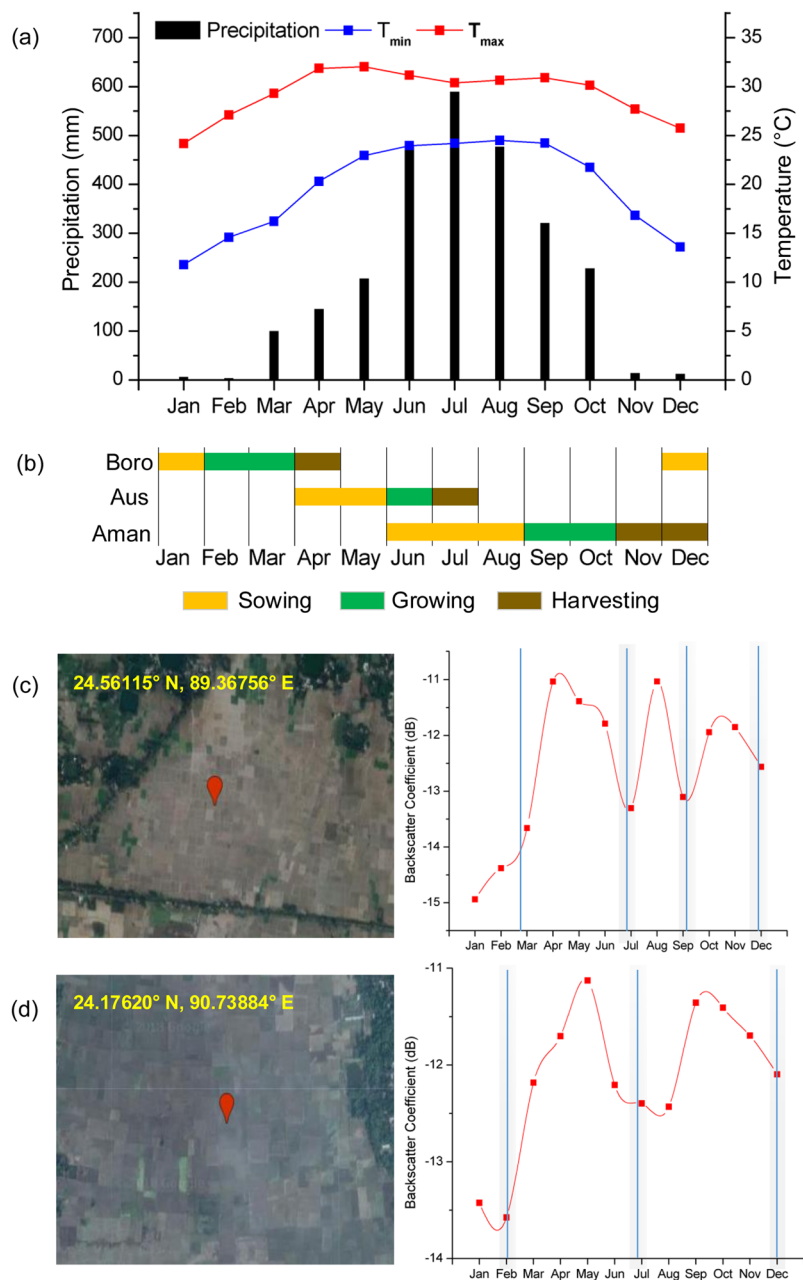 (a)
Precipitation
Tmin
Tmax
700
600
500
400
300
200
100
0
Precipitation (mm)
35
30
25
20
15
10
5
0
Temperature (°C)
Jan Feb Mar Apr May Jun Jul Aug Sep Oct Nov Dec
(b)
Boro
Aus
Aman
Jan Feb Mar Apr May Jun Jul Aug Sep Oct Nov Dec
Sowing Growing Harvesting
(c)
24.56115° N, 89.36756° E
Backscatter Coefficient (dB)
-11
-12
-13
-14
-15
Jan Feb Mar Apr May Jun Jul Aug Sep Oct Nov Dec
(d)
24.17620° N, 90.73884° E
Backscatter Coefficient (dB)
-11
-12
-13
-14
Jan Feb Mar Apr May Jun Jul Aug Sep Oct Nov Dec